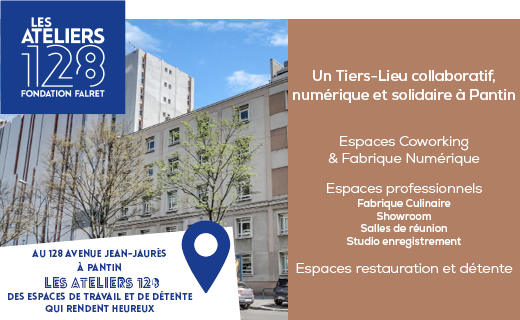 LES
ATELIERS
128
FONDATION FALRET
Un Tiers-Lieu collaboratif,
numérique et solidaire à Pantin
Espaces Coworking
& Fabrique Numérique
Espaces professionnels
Fabrique Culinaire
Showroom
Salles de réunion
Studio enregistrement
Espaces restauration et détente
AU 128 AVENUE JEAN-JAURÈS
À PANTIN
LES ATELIERS 128
DES ESPACES DE TRAVAIL ET DE DÉTENTE
QUI RENDENT HEUREUX